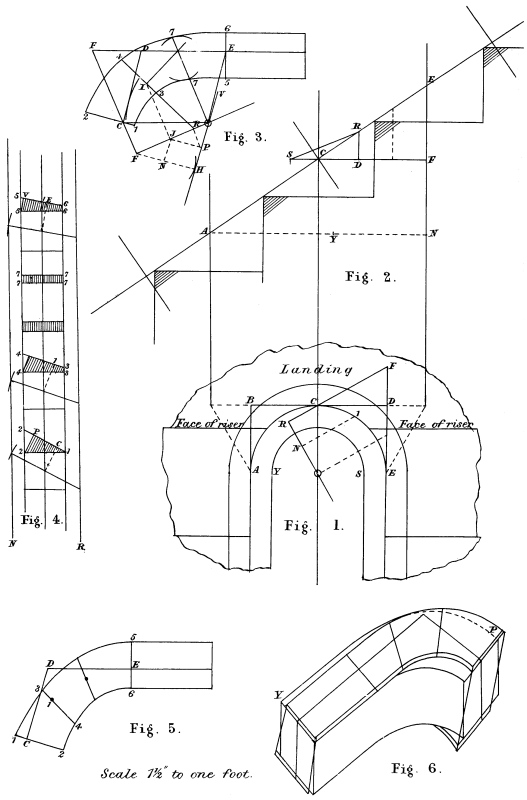 6
7
F
D
4
E
7
5
I
3
V
2
C
1
R
Fig. 3.
J
P
F
N
H
E
R
S
C
D
F
A
Y
N
Fig. 2.
5 V E 6
5 6
7 7
7 7
4 1 3
4 3
2 P C
2 1
Fig. 4.
N R
Landing
F
B C D
Face of riser R 1 Face of riser
N
A Y S E
Fig. 1.
5
D E
3 6
1 4
1 C 2
Fig. 5.
Scale 1½" to one foot.
P
Y
Fig. 6.